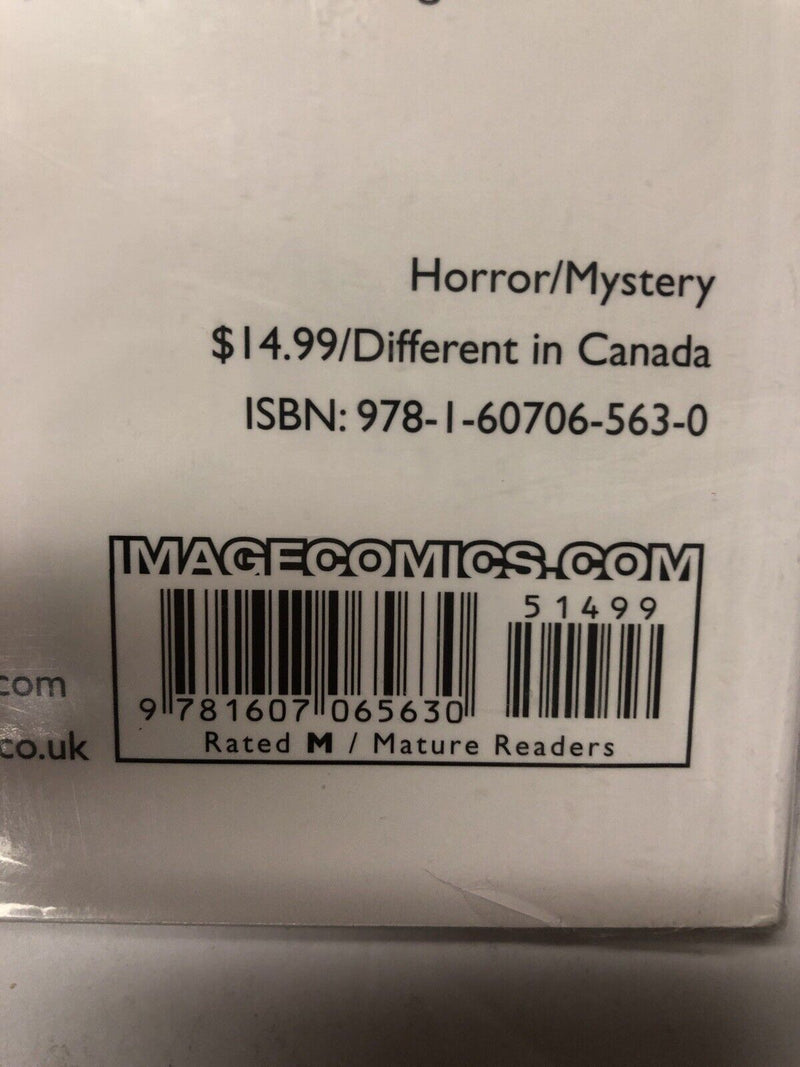 Horror/Mystery
$14.99/Different in Canada
ISBN: 978-1-60706-563-0
IMAGECOMICS.COM
51499
9 781607 065630
com
co.uk
Rated M / Mature Readers